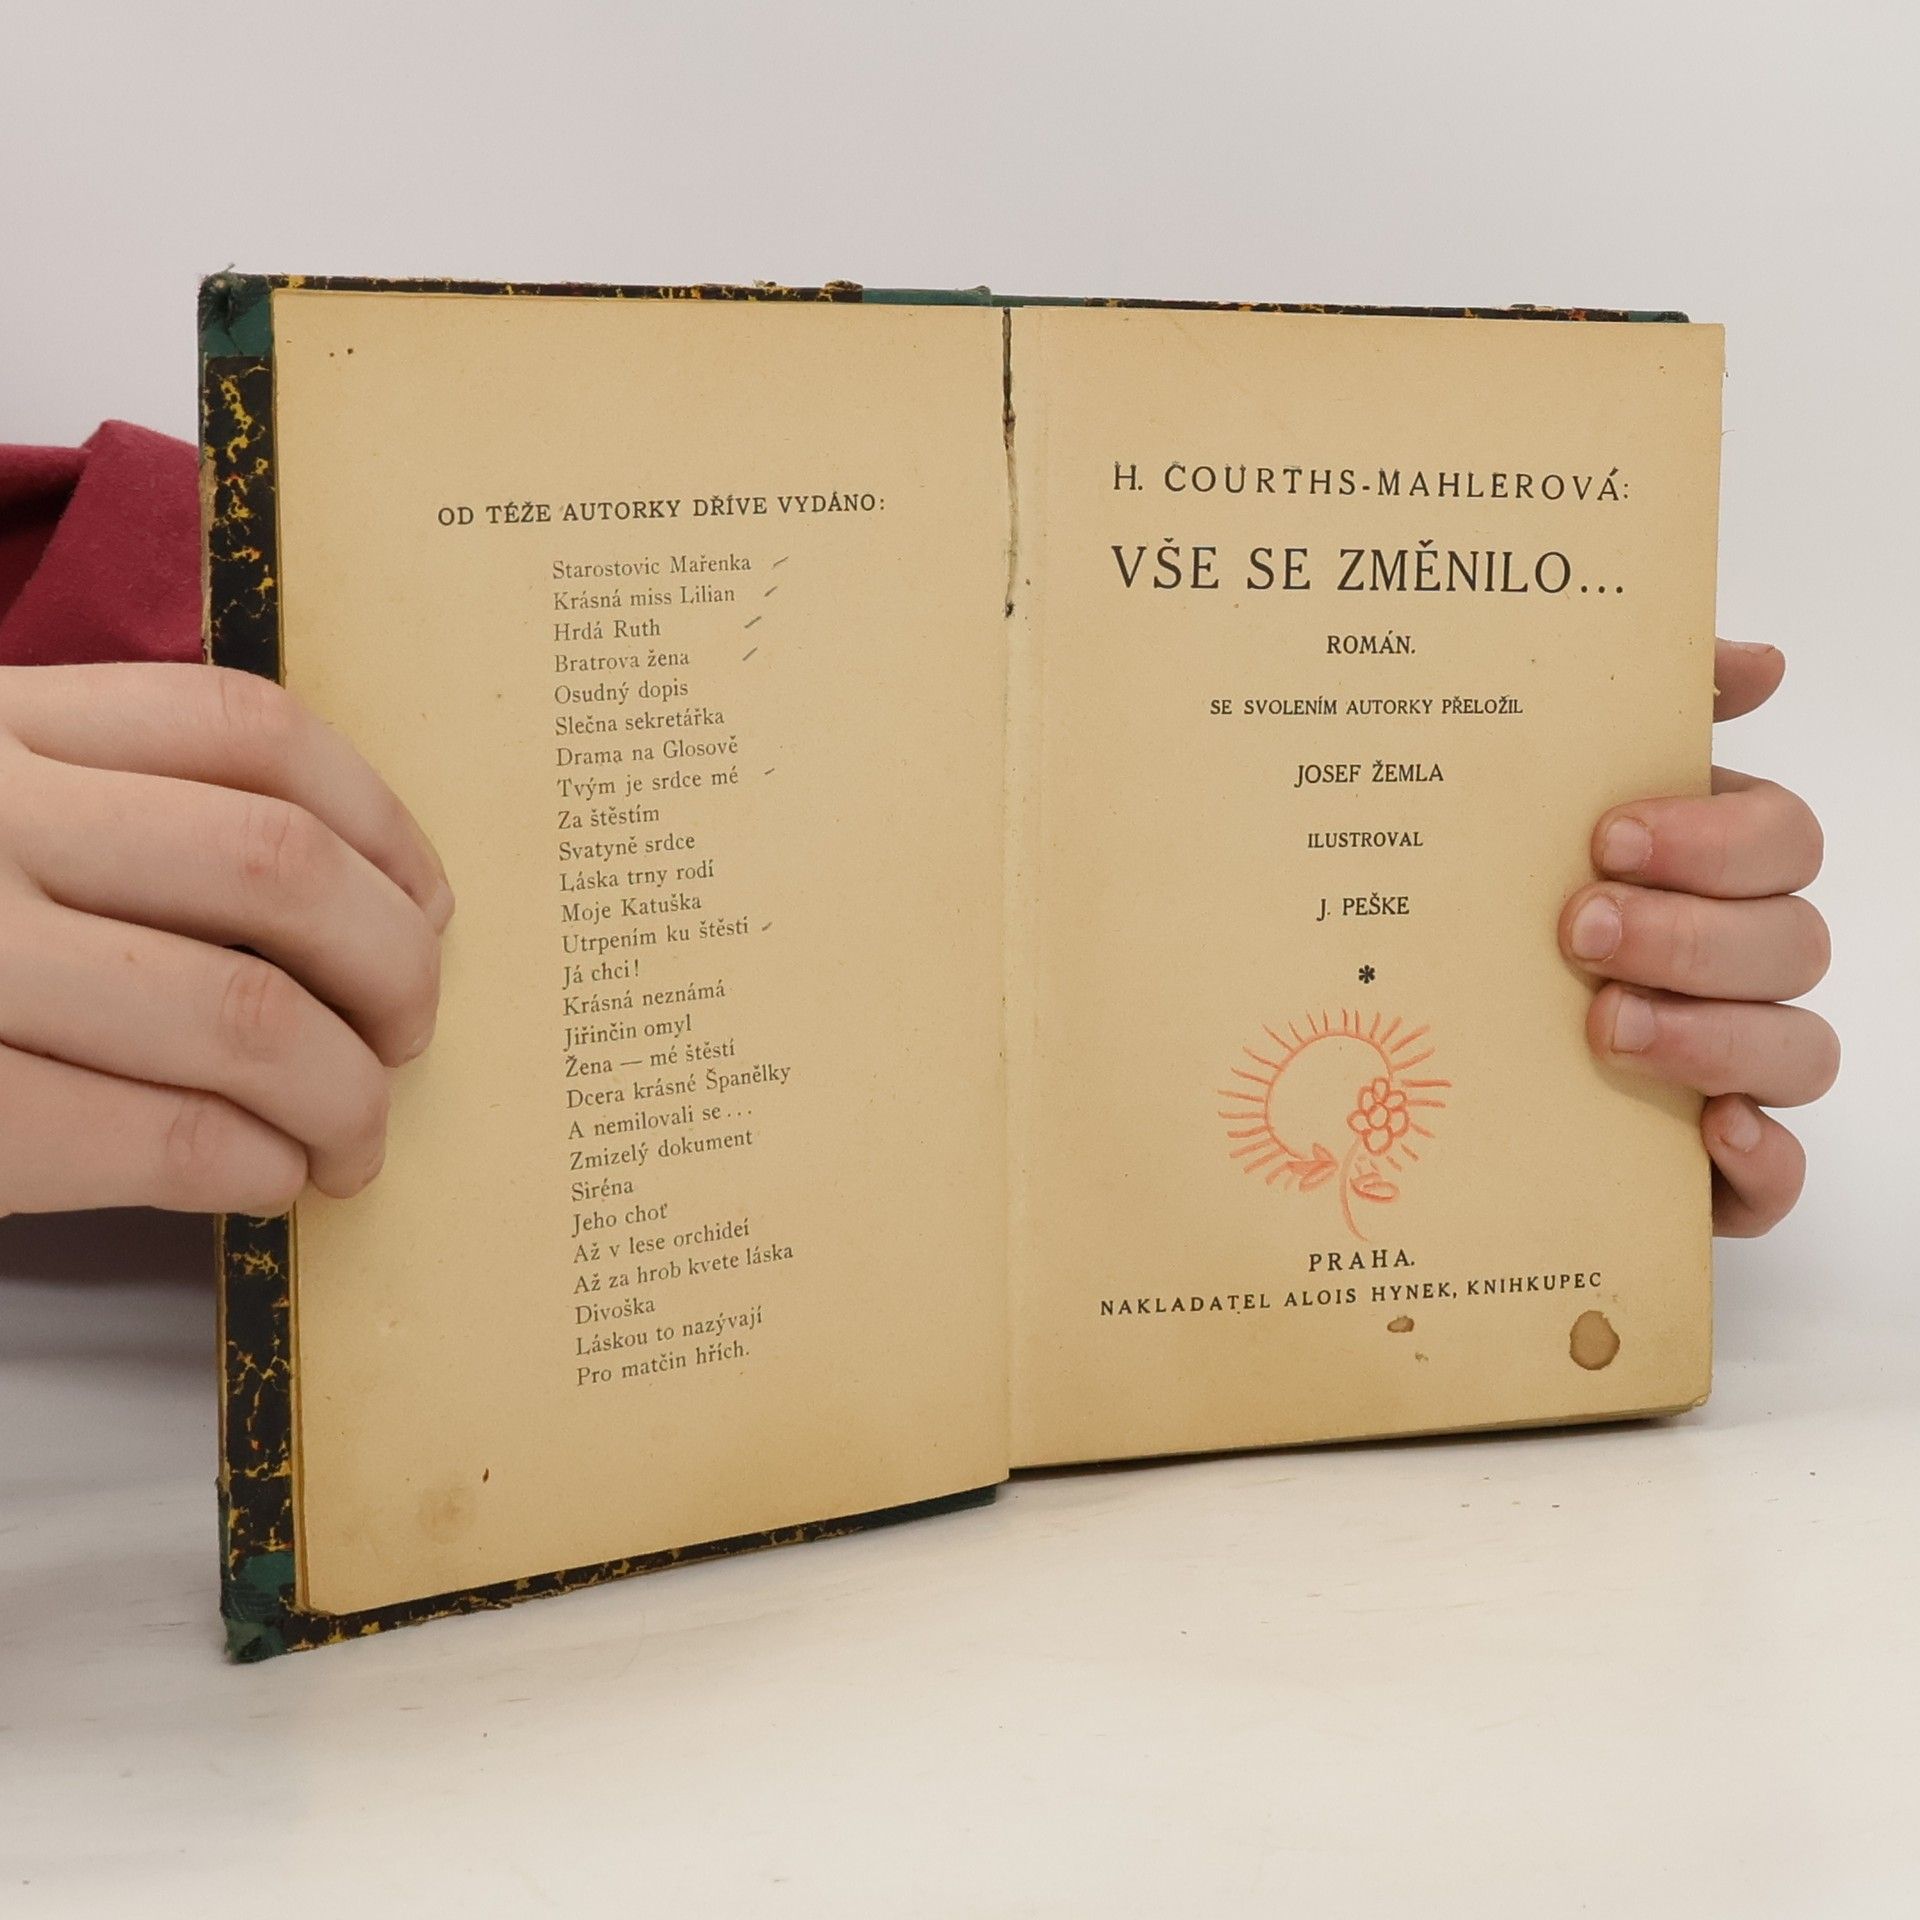 OD TÉŽE AUTORKY DŘÍVE VYDÁNO:
Starostovic Mařenka
Krásná miss Lilian
Hrdá Ruth
Bratrova žena
Osudný dopis
Slečna sekretářka
Drama na Glosově
Tvým je srdce mé
Za štěstím
Svatyně srdce
Láska trny rodí
Moje Katuška
Utrpením ku štěstí
Já chci!
Krásná neznámá
Jiřinčin omyl
Žena — mé štěstí
Dcera krásné Španělky
A nemilovali se...
Zmizelý dokument
Siréna
Jeho choť
Až v lese orchideí
Až za hrob kvete láska
Divoška
Láskou to nazývají
Pro matčin hřích.
H. COURTHS-MAHLEROVÁ:
VŠE SE ZMĚNILO...
ROMÁN.
SE SVOLENÍM AUTORKY PŘELOŽIL
JOSEF ŽEMLA
ILUSTROVAL
J. PEŠKE
*
PRAHA.
NAKLADATEL ALOIS HYNEK, KNIHKUPEC